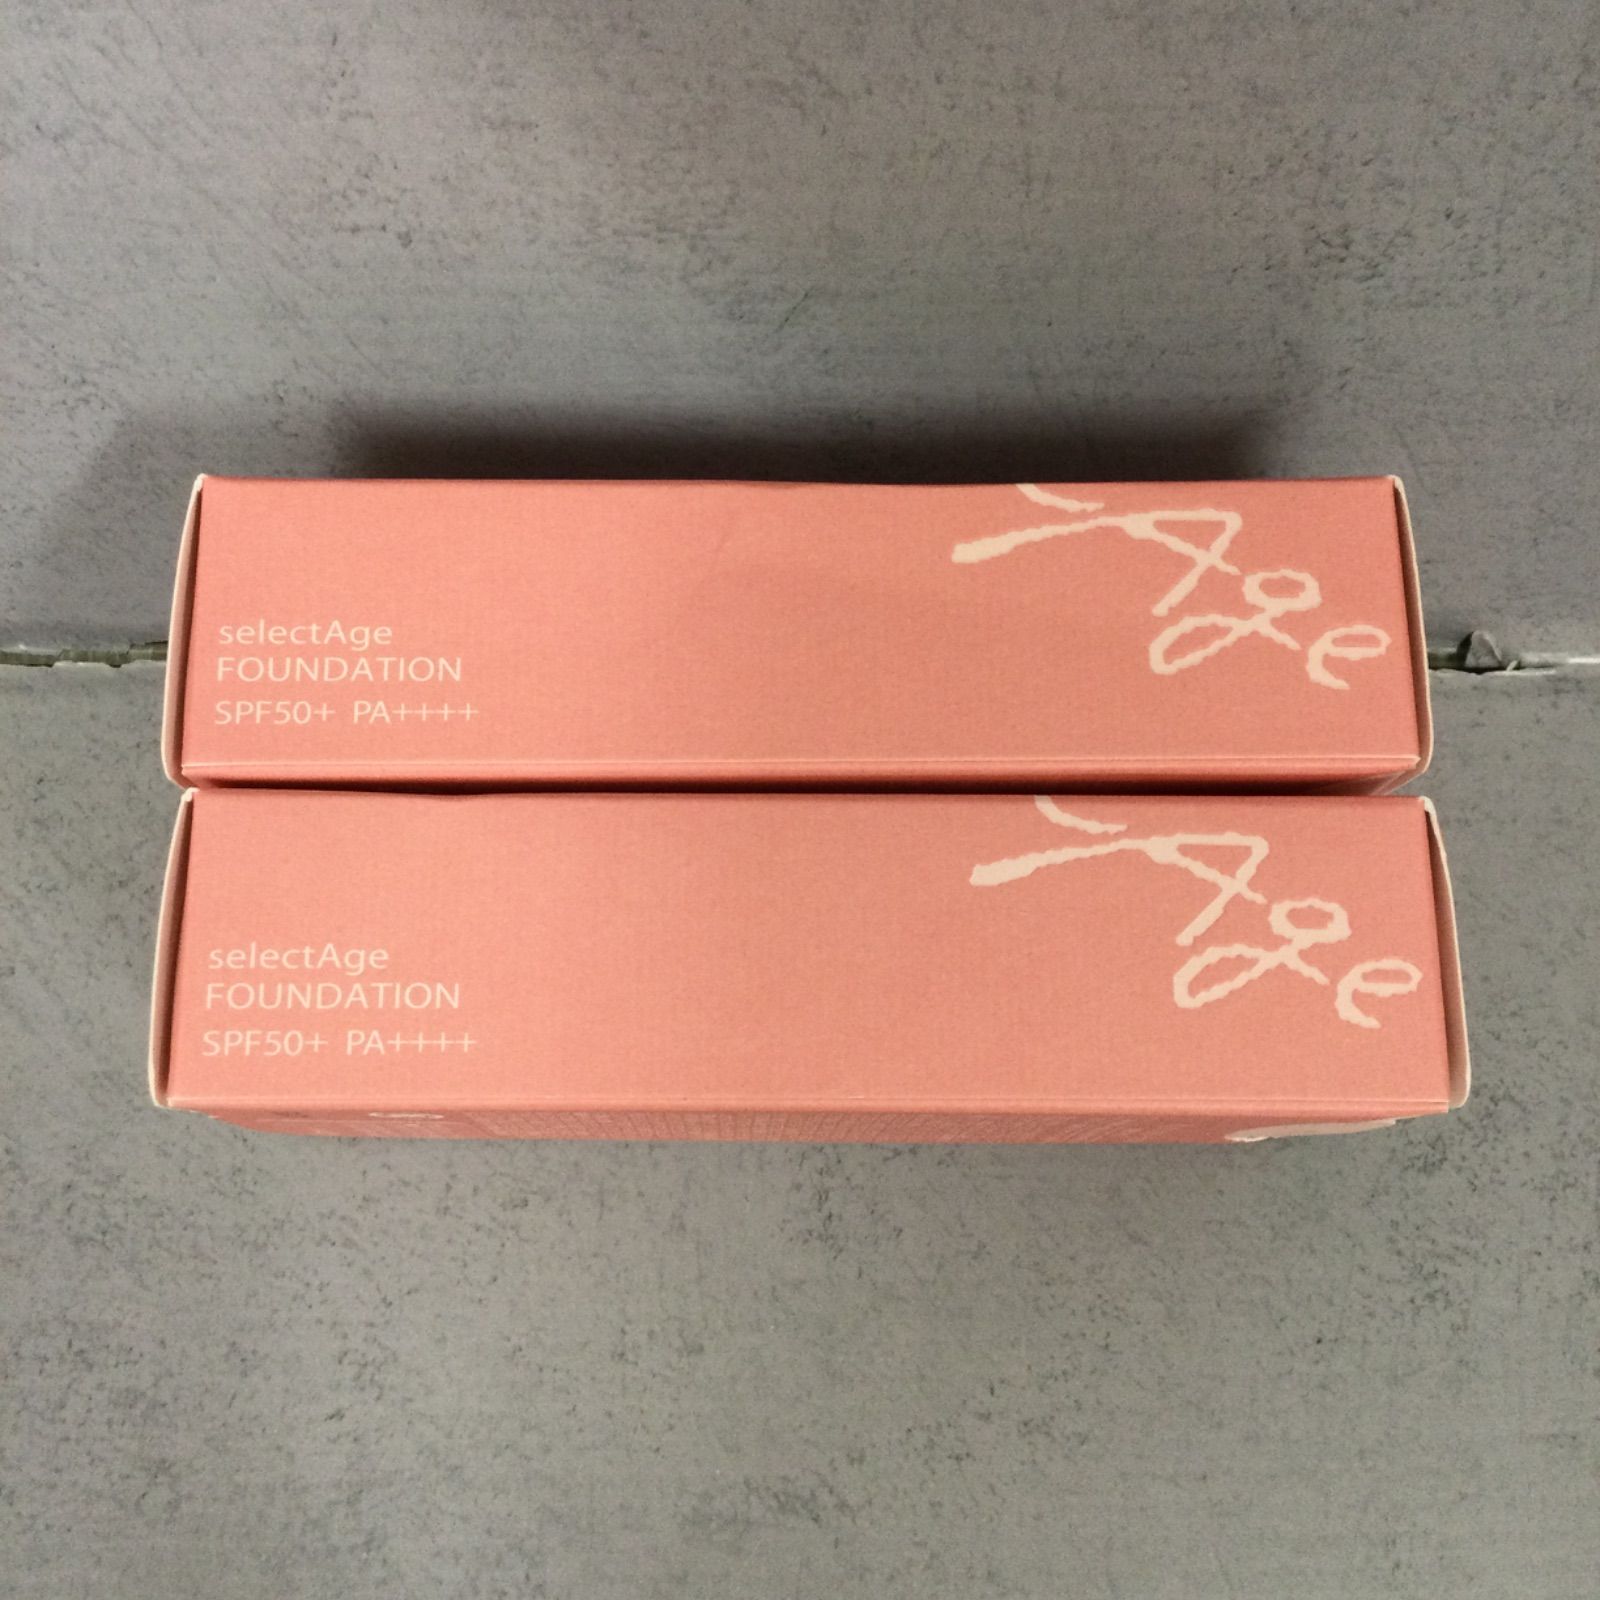 selectAge
FOUNDATION
SPF50+ PA++++
Age
selectAge
FOUNDATION
SPF50+ PA++++
Age